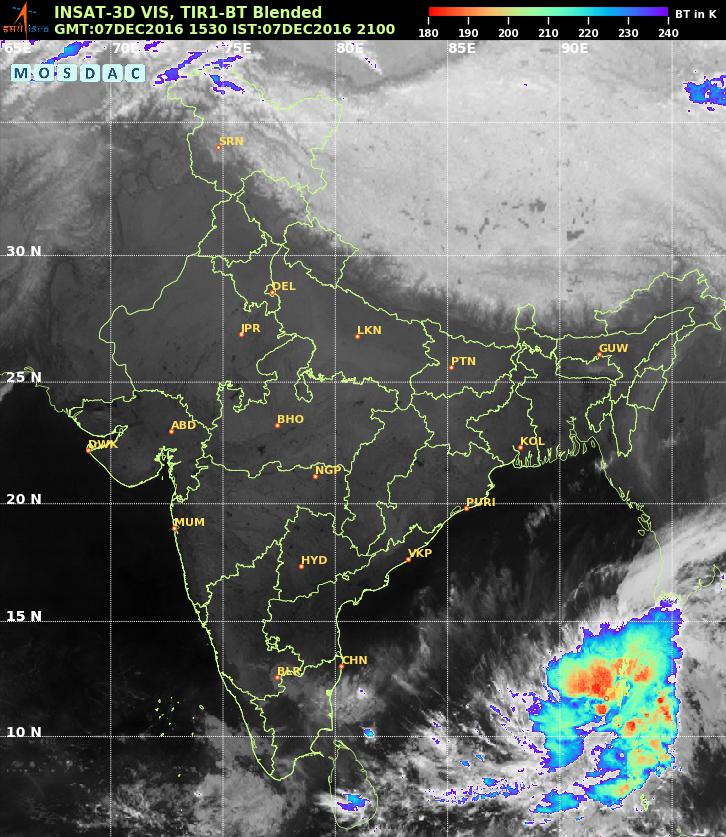 INSAT-3D VIS, TIR1-BT Blended
GMT:07DEC2016 1530 IST:07DEC2016 2100
BT in K
180 190 200 210 220 230 240
65E 70E 75E 80E 85E 90E
MOSDAC
SRN
30 N
DEL
JPR LKN
GUW
PTN
25 N
ABD BHO
DWK KOL
NGP
20 N PURI
MUM
VKP
HYD
15 N
CHN
BLR
10 N